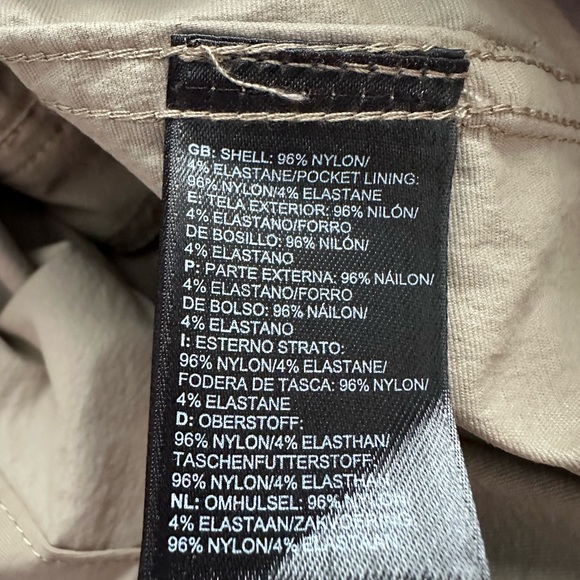 GB: SHELL: 96% NYLON/
4% ELASTANE/POCKET LINING:
96% NYLON/4% ELASTANE
E: TELA EXTERIOR: 96% NILÓN/
4% ELASTANO/FORRO
DE BOSILLO: 96% NILÓN/
4% ELASTANO
P: PARTE EXTERNA: 96% NÁILON/
4% ELASTANO/FORRO
DE BOLSO: 96% NÁILON/
4% ELASTANO
I: ESTERNO STRATO:
96% NYLON/4% ELASTANE/
FODERA DE TASCA: 96% NYLON/
4% ELASTANE
D: OBERSTOFF:
96% NYLON/4% ELASTHAN/
TASCHENFUTTERSTOFF:
96% NYLON/4% ELASTHAN
NL: OMHULSEL: 96% NYLON/
4% ELASTAAN/ZAKVOERING:
96% NYLON/4% ELASTAAN